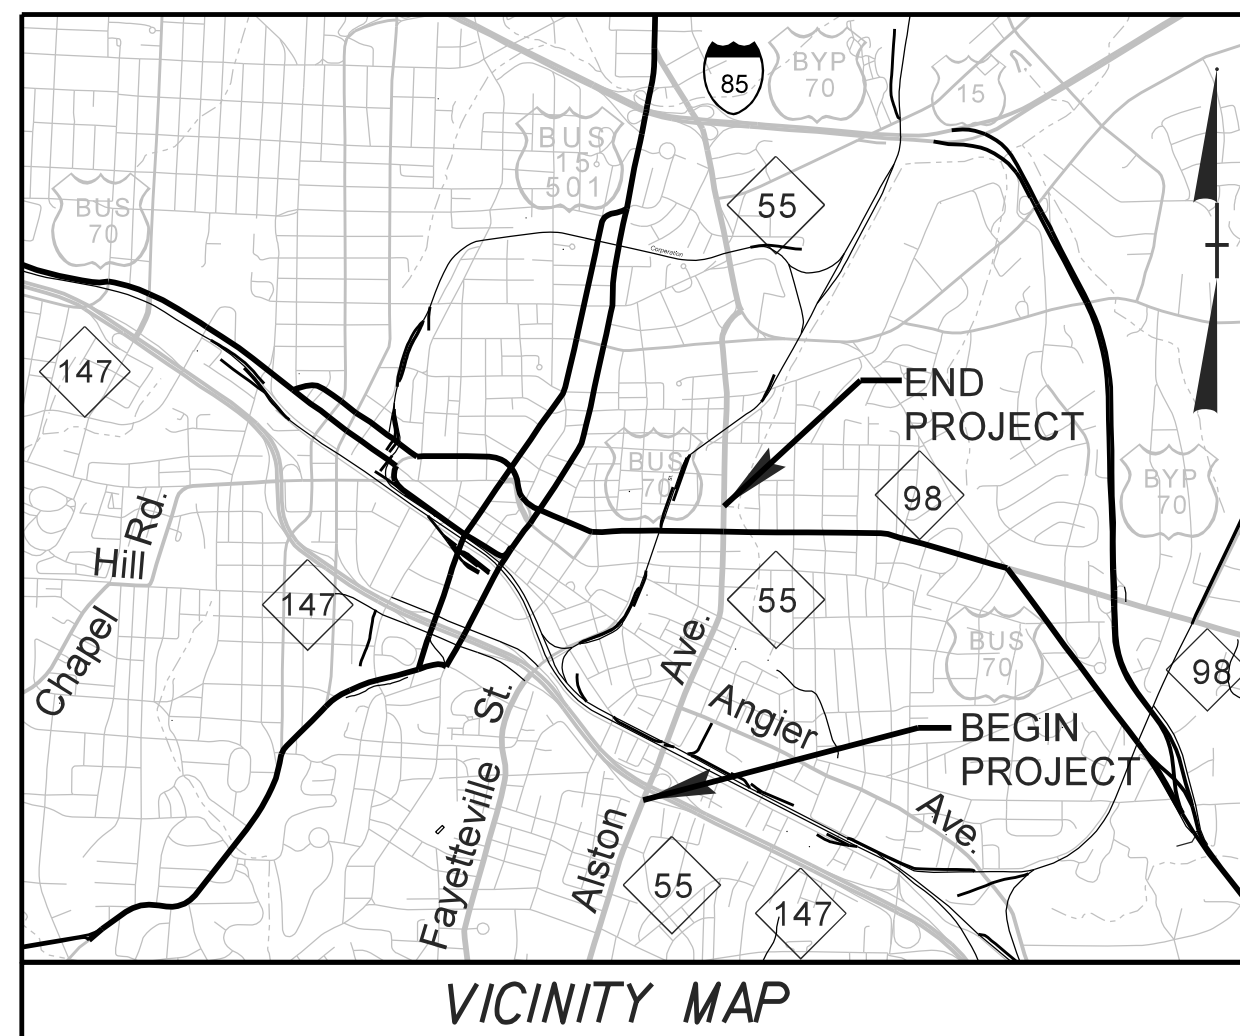 85
BYP
70
15
BUS
15
501
55
BUS
70
Corporation
147
END
PROJECT
BUS
70
98
BYP
70
Chapel
Hill
Rd.
147
55
Ave.
BUS
70
98
St.
Angier
BEGIN
PROJECT
Fayetteville
Alston
Ave.
55
147
VICINITY MAP